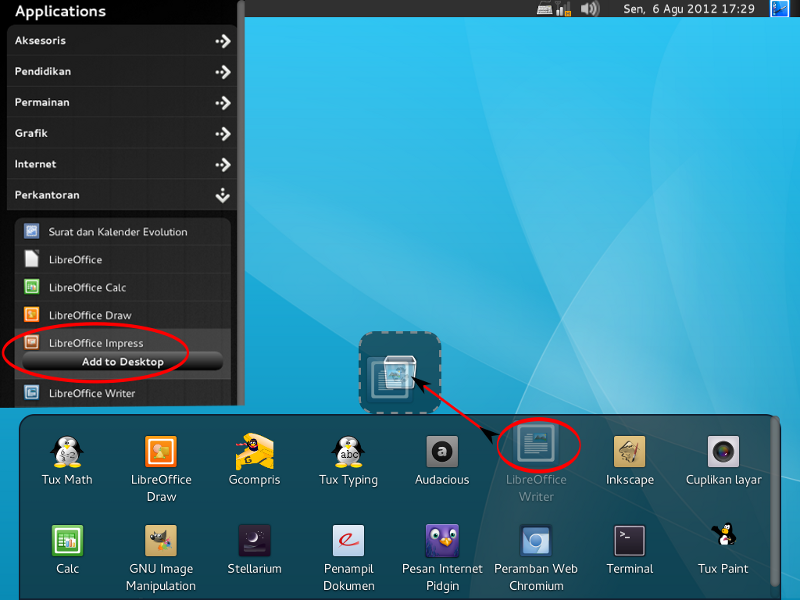 Applications
Sen, 6 Agu 2012 17:29
Aksesoris
Pendidikan
Permainan
Grafik
Internet
Perkantoran
Surat dan Kalender Evolution
LibreOffice
LibreOffice Calc
LibreOffice Draw
LibreOffice Impress
Add to Desktop
LibreOffice Writer
Tux Math
LibreOffice
Draw
Gcompris
Tux Typing
abc
Audacious
a
LibreOffice
Writer
Inkscape
Cuplikan layar
Calc
GNU Image
Manipulation
Stellarium
Penampil
Dokumen
Pesan Internet
Pidgin
Peramban Web
Chromium
Terminal
>_
Tux Paint